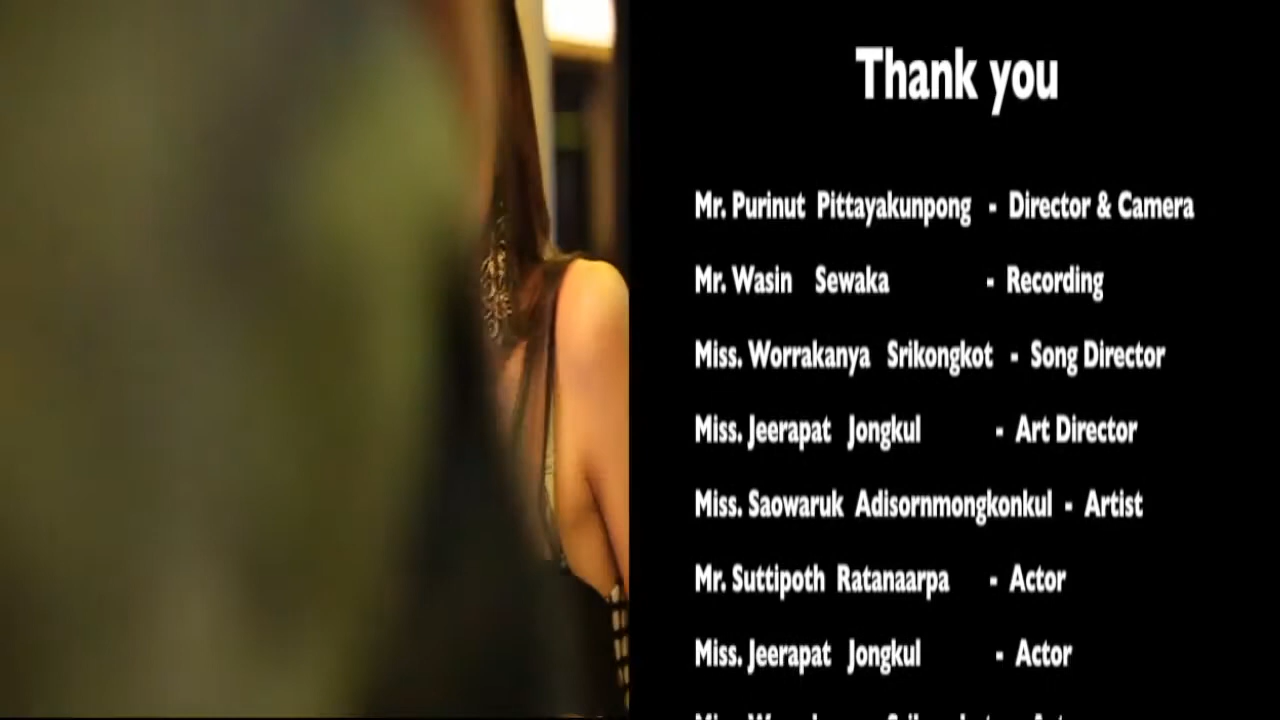 Thank you
Mr. Purinut Pittayakunpong - Director & Camera
Mr. Wasin Sewaka - Recording
Miss. Worrakanya Srikongkot - Song Director
Miss. Jeerapat Jongkul - Art Director
Miss. Saowaruk Adisornmongkonkul - Artist
Mr. Suttipoth Ratanaarpa - Actor
Miss. Jeerapat Jongkul - Actor